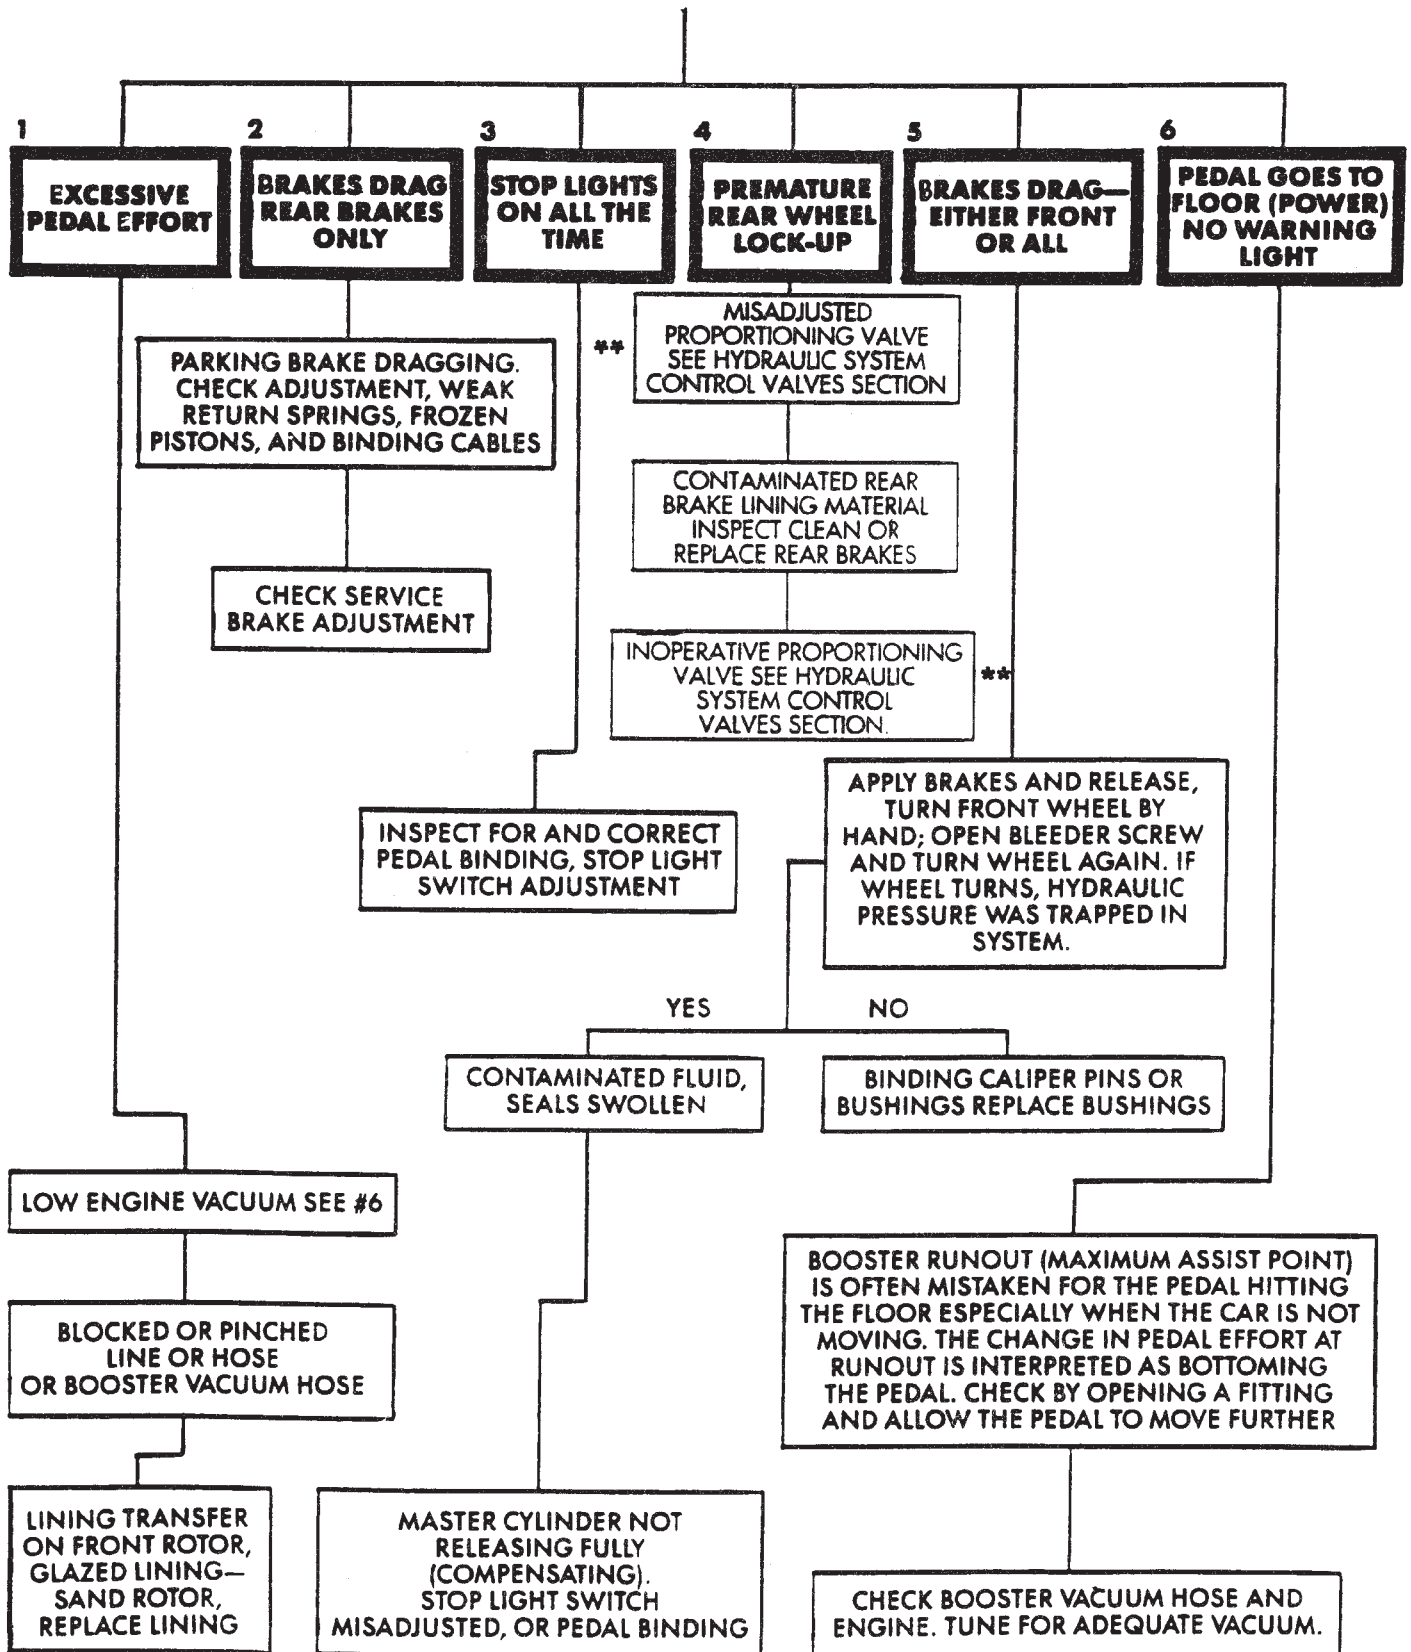 1
EXCESSIVE
PEDAL EFFORT
2
BRAKES DRAG
REAR BRAKES
ONLY
3
STOP LIGHTS
ON ALL THE
TIME
4
PREMATURE
REAR WHEEL
LOCK-UP
5
BRAKES DRAG—
EITHER FRONT
OR ALL
6
PEDAL GOES TO
FLOOR (POWER)
NO WARNING
LIGHT
PARKING BRAKE DRAGGING.
CHECK ADJUSTMENT, WEAK
RETURN SPRINGS, FROZEN
PISTONS, AND BINDING CABLES
CHECK SERVICE
BRAKE ADJUSTMENT
**
MISADJUSTED
PROPORTIONING VALVE
SEE HYDRAULIC SYSTEM
CONTROL VALVES SECTION
CONTAMINATED REAR
BRAKE LINING MATERIAL
INSPECT CLEAN OR
REPLACE REAR BRAKES
INOPERATIVE PROPORTIONING
VALVE SEE HYDRAULIC
SYSTEM CONTROL
VALVES SECTION.
**
INSPECT FOR AND CORRECT
PEDAL BINDING, STOP LIGHT
SWITCH ADJUSTMENT
APPLY BRAKES AND RELEASE,
TURN FRONT WHEEL BY
HAND; OPEN BLEEDER SCREW
AND TURN WHEEL AGAIN. IF
WHEEL TURNS, HYDRAULIC
PRESSURE WAS TRAPPED IN
SYSTEM.
YES
NO
CONTAMINATED FLUID,
SEALS SWOLLEN
BINDING CALIPER PINS OR
BUSHINGS REPLACE BUSHINGS
LOW ENGINE VACUUM SEE #6
BLOCKED OR PINCHED
LINE OR HOSE
OR BOOSTER VACUUM HOSE
LINING TRANSFER
ON FRONT ROTOR,
GLAZED LINING—
SAND ROTOR,
REPLACE LINING
MASTER CYLINDER NOT
RELEASING FULLY
(COMPENSATING).
STOP LIGHT SWITCH
MISADJUSTED, OR PEDAL BINDING
BOOSTER RUNOUT (MAXIMUM ASSIST POINT)
IS OFTEN MISTAKEN FOR THE PEDAL HITTING
THE FLOOR ESPECIALLY WHEN THE CAR IS NOT
MOVING. THE CHANGE IN PEDAL EFFORT AT
RUNOUT IS INTERPRETED AS BOTTOMING
THE PEDAL. CHECK BY OPENING A FITTING
AND ALLOW THE PEDAL TO MOVE FURTHER
CHECK BOOSTER VACUUM HOSE AND
ENGINE. TUNE FOR ADEQUATE VACUUM.